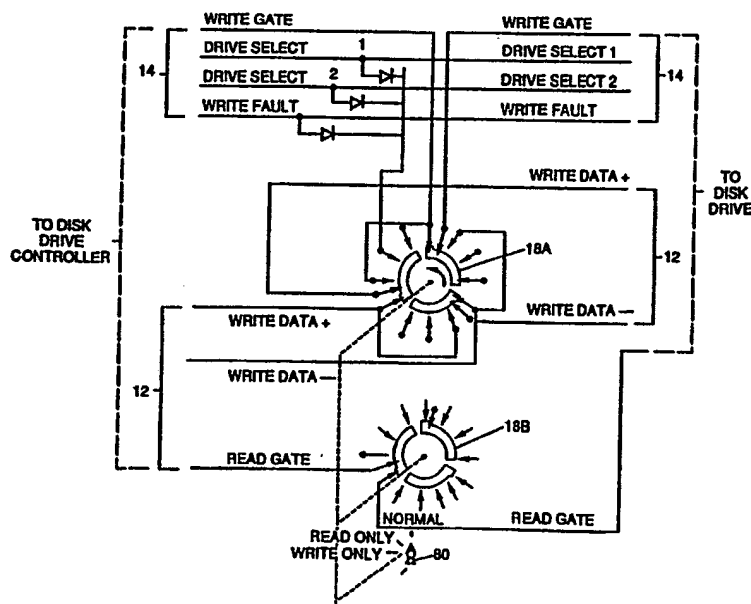 WRITE GATE
WRITE GATE
DRIVE SELECT 1
DRIVE SELECT 1
14
14
DRIVE SELECT 2
DRIVE SELECT 2
WRITE FAULT
WRITE FAULT
WRITE DATA +
TO DISK DRIVE
TO DISK DRIVE CONTROLLER
18A
12
WRITE DATA +
WRITE DATA —
WRITE DATA —
12
18B
READ GATE
NORMAL
READ GATE
READ ONLY
WRITE ONLY
80